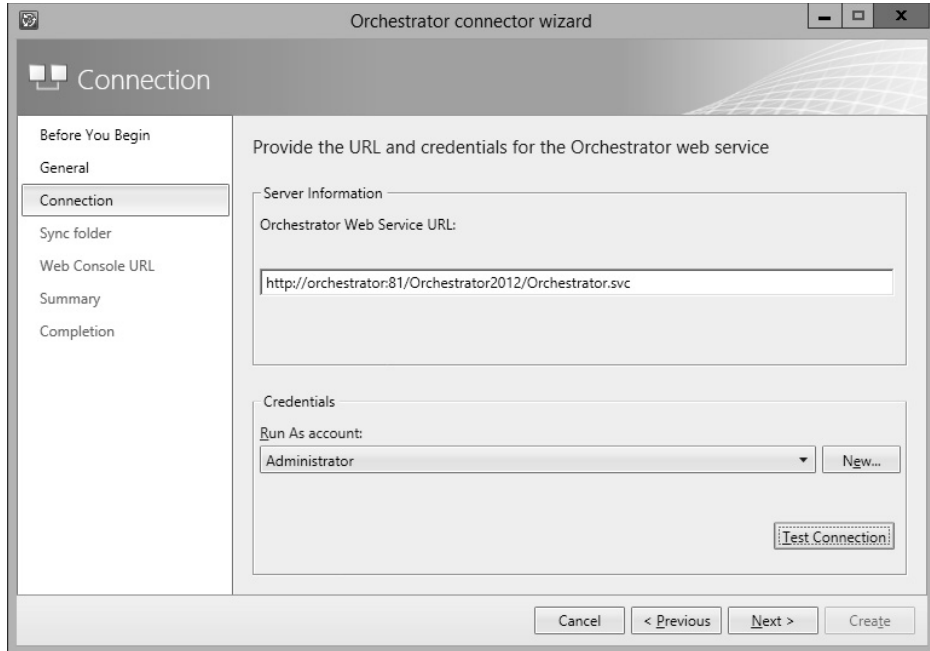 Orchestrator connector wizard
Connection
Before You Begin
General
Connection
Sync folder
Web Console URL
Summary
Completion
Provide the URL and credentials for the Orchestrator web service
Server Information
Orchestrator Web Service URL:
http://orchestrator:81/Orchestrator2012/Orchestrator.svc
Credentials
Run As account:
Administrator
New...
Test Connection
Cancel
< Previous
Next >
Create